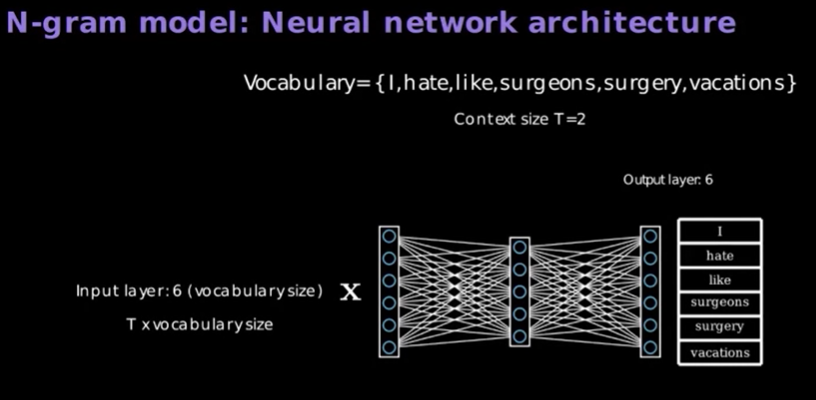 N-gram model: Neural network architecture
Vocabulary={I,hate,like,surgeons,surgery,vacations}
Context size T=2
Output layer: 6
Input layer:6 (vocabulary size)
X
T x vocabulary size
I
hate
like
surgeons
surgery
vacations